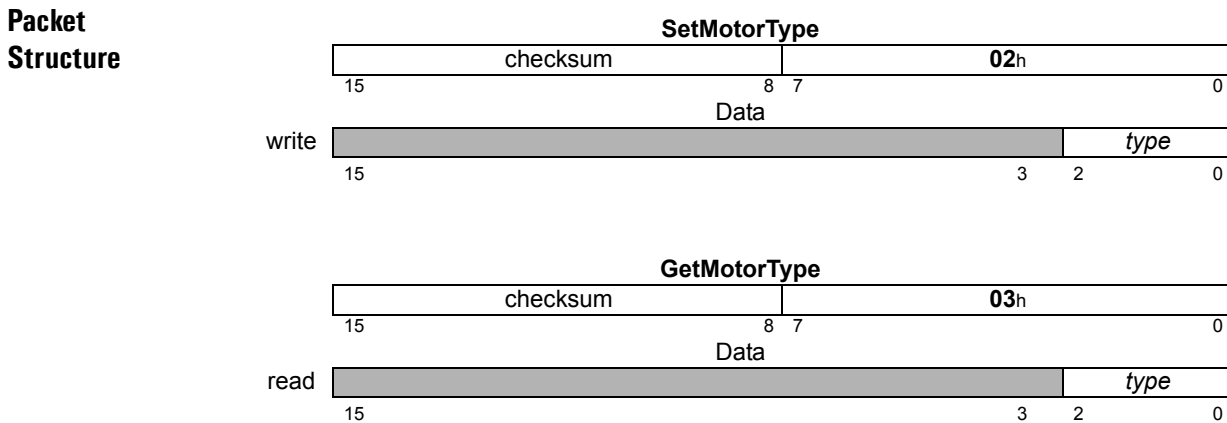 Packet
Structure
SetMotorType
checksum 02h
15 8 7 0
Data
write type
15 3 2 0
GetMotorType
checksum 03h
15 8 7 0
Data
read type
15 3 2 0